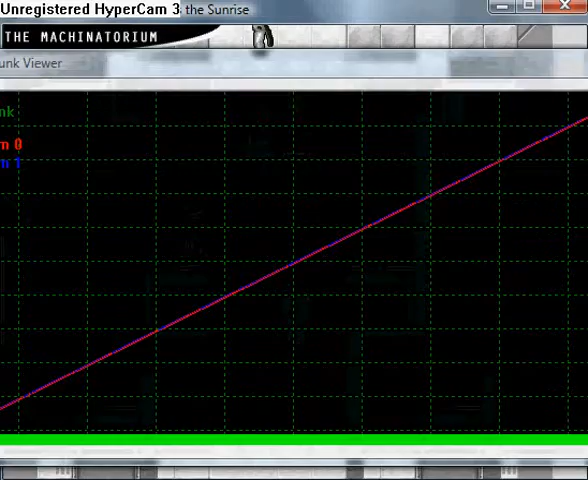 Unregistered HyperCam 3 the Sunrise
THE MACHINATORIUM
unk Viewer
nk
m 0
m 1